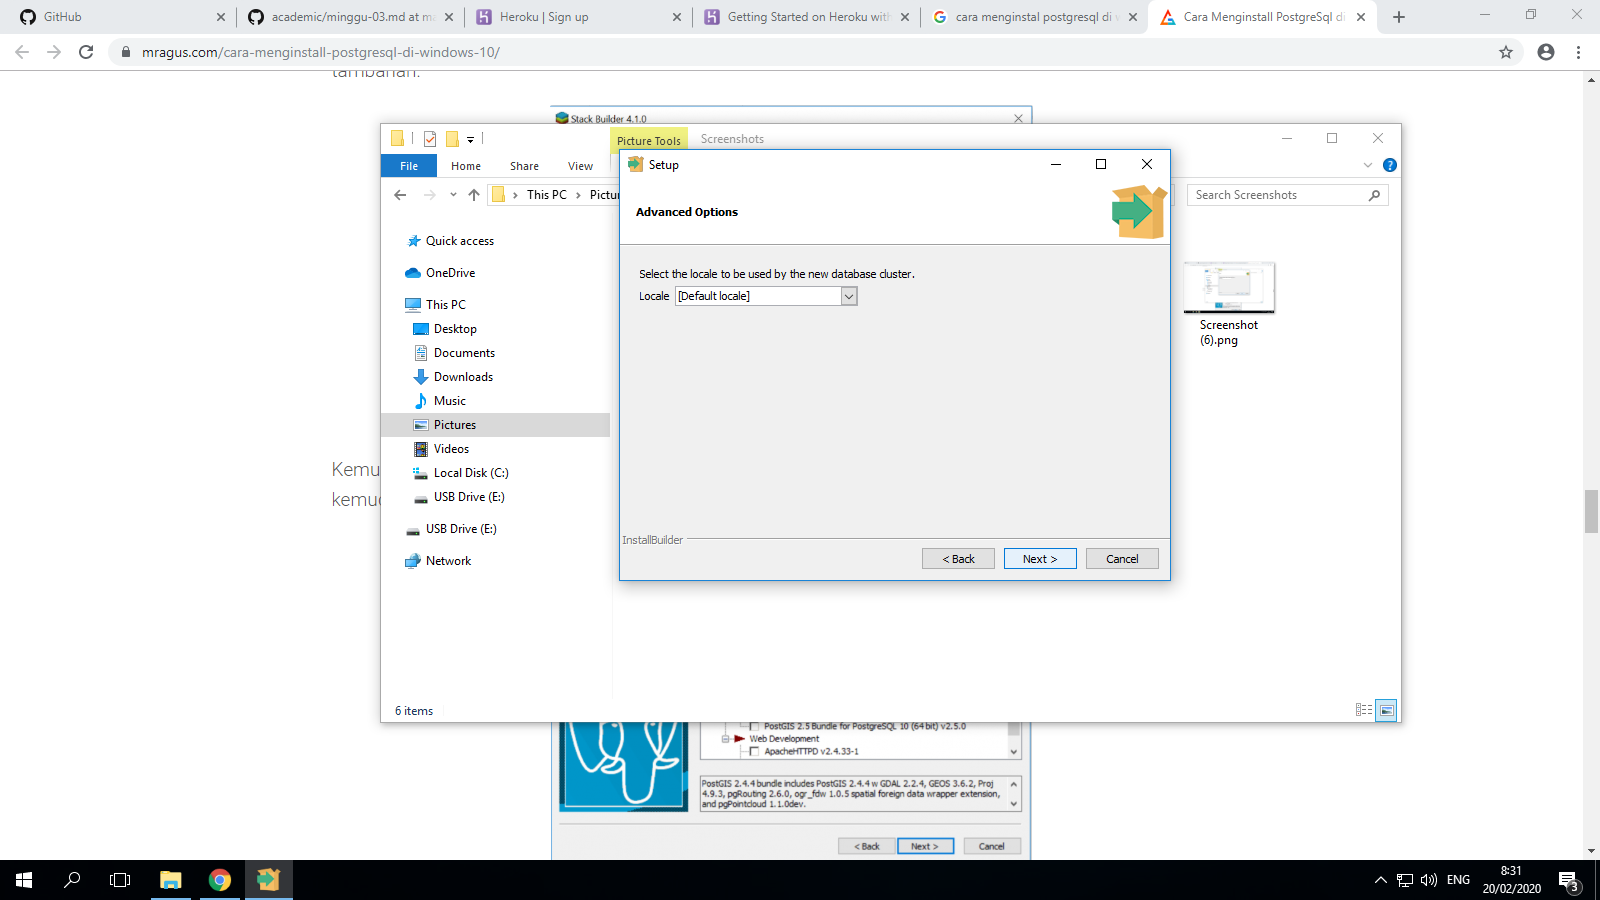 GitHub
academic/minggu-03.md at ma
Heroku | Sign up
Getting Started on Heroku with
cara menginstal postgresql di w
Cara Menginstall PostgreSql di
mragus.com/cara-menginstall-postgresql-di-windows-10/
tambahan.
Stack Builder 4.1.0
Picture Tools
Screenshots
File
Home
Share
View
This PC
Pictu
Search Screenshots
Setup
Advanced Options
Select the locale to be used by the new database cluster.
Locale
[Default locale]
InstallBuilder
< Back
Next >
Cancel
Quick access
OneDrive
This PC
Desktop
Documents
Downloads
Music
Pictures
Videos
Local Disk (C:)
USB Drive (E:)
USB Drive (E:)
Network
Screenshot
(6).png
6 items
Kemu
kemud
PostGIS 2.5 Bundle for PostgreSQL 10 (64 bit) v2.5.0
Web Development
ApacheHTTPD v2.4.33-1
PostGIS 2.4.4 bundle includes PostGIS 2.4.4 w GDAL 2.2.4, GEOS 3.6.2, Proj
4.9.3, pgRouting 2.6.0, ogr_fdw 1.0.5 spatial foreign data wrapper extension,
and pgPointcloud 1.1.0dev.
< Back
Next >
Cancel
ENG
8:31
20/02/2020
3